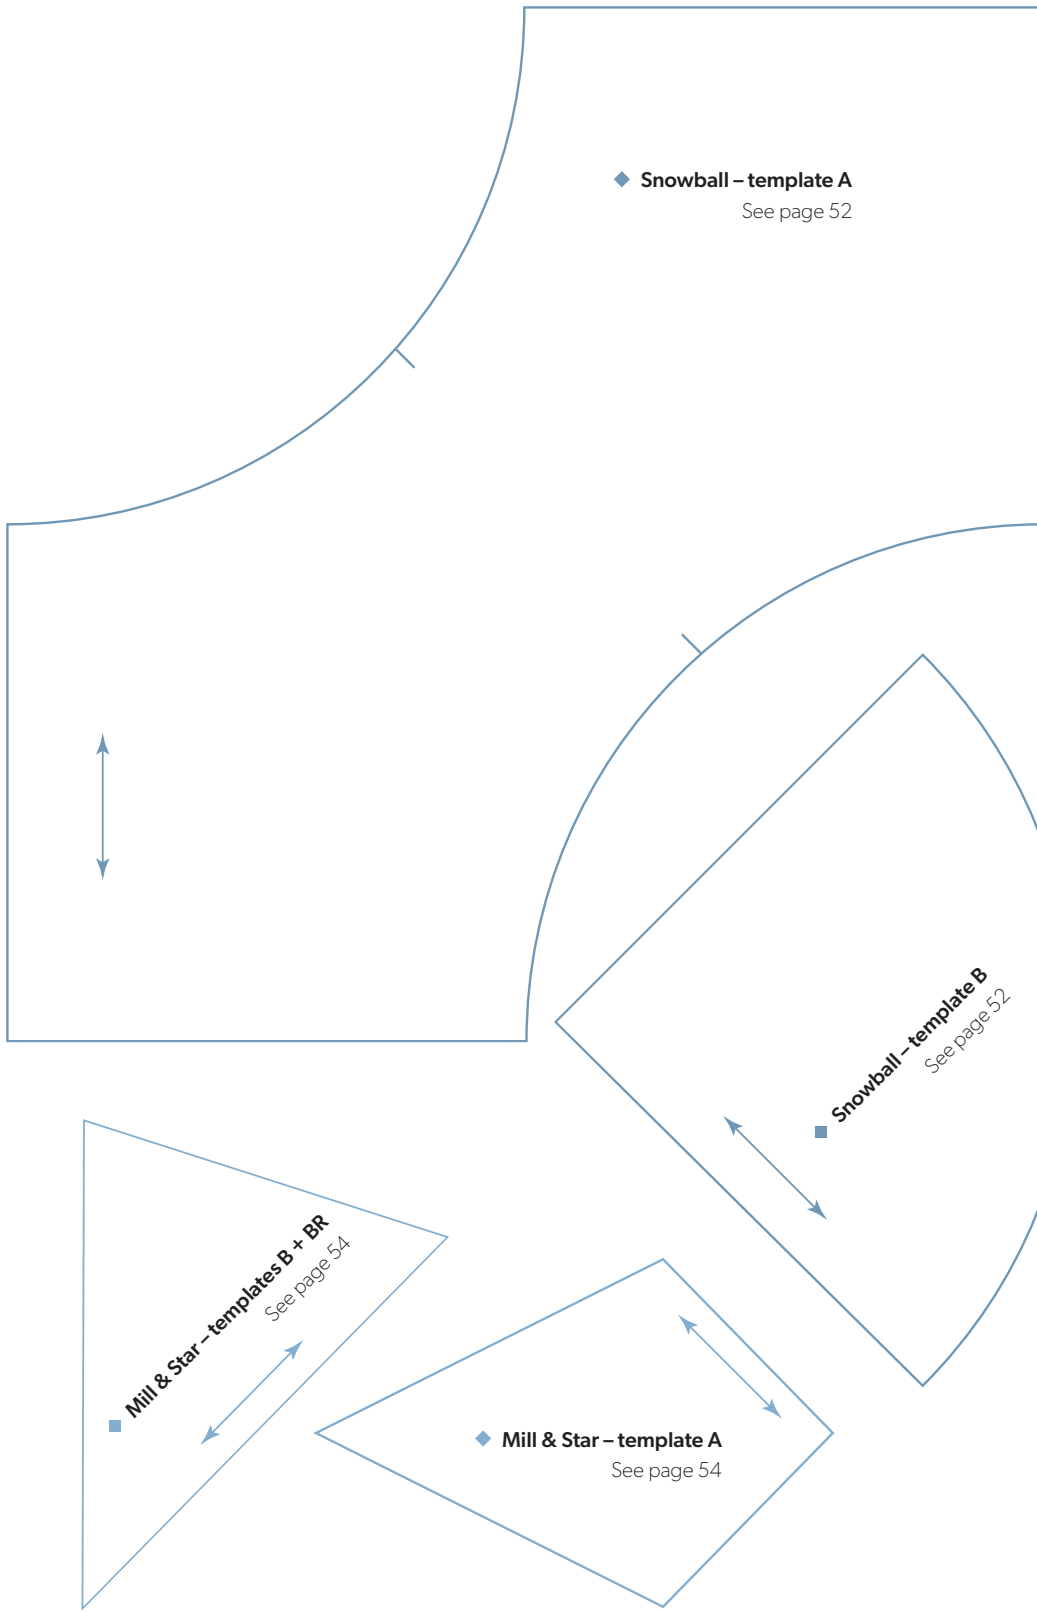 Snowball – template A
See page 52
Snowball – template B
See page 52
Mill & Star – templates B + BR
See page 54
Mill & Star – template A
See page 54